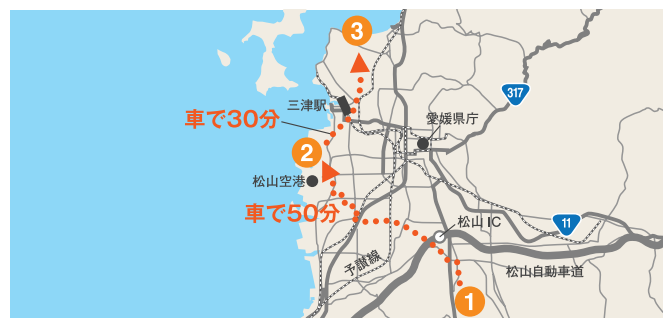 3
317
三津駅
車で30分
愛媛県庁
2
松山空港
車で50分
松山 IC
11
予讃線
松山自動車道
1